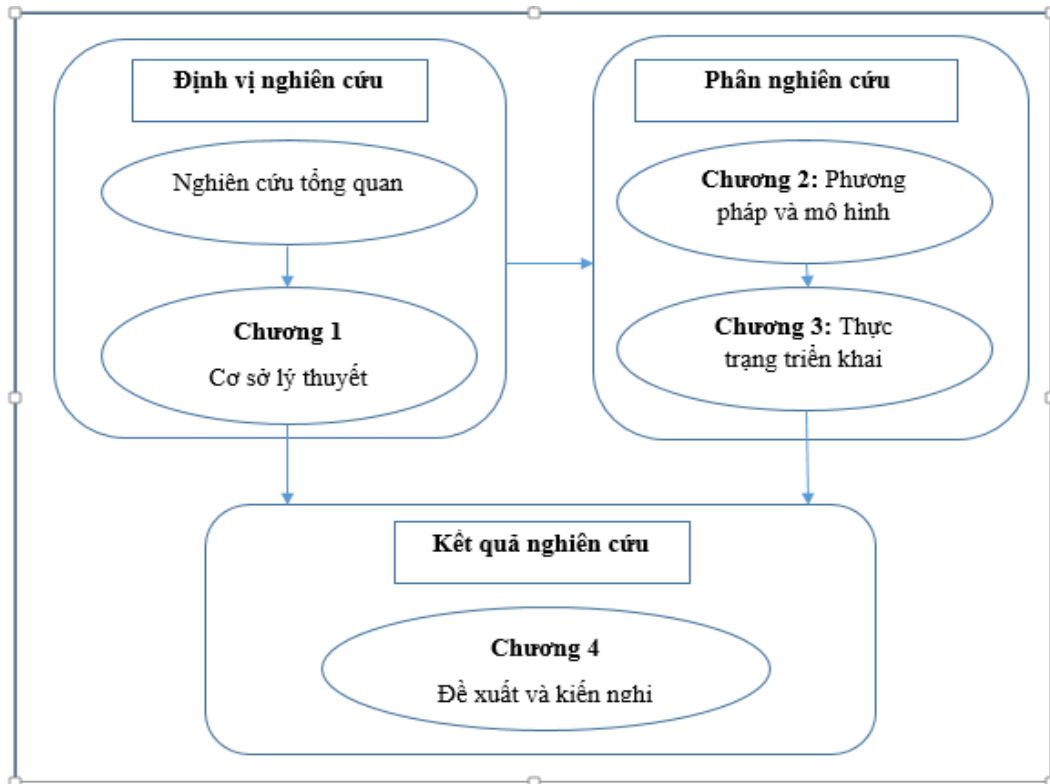 Định vị nghiên cứu
Nghiên cứu tổng quan
Chương 1
Cơ sở lý thuyết
Phân nghiên cứu
Chương 2: Phương
pháp và mô hình
Chương 3: Thực
trạng triển khai
Kết quả nghiên cứu
Chương 4
Đề xuất và kiến nghi